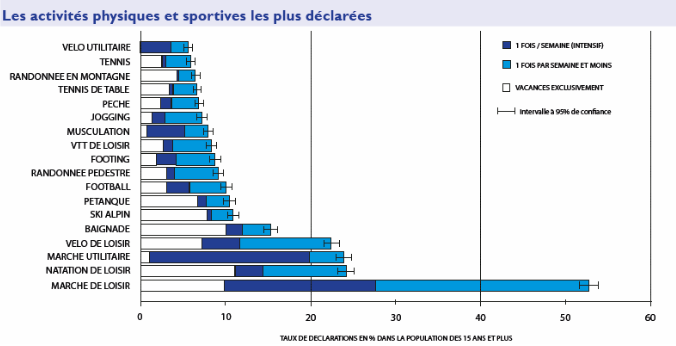 Les activités physiques et sportives les plus déclarées
VELO UTILITAIRE
TENNIS
RANDONNEE EN MONTAGNE
TENNIS DE TABLE
PECHE
JOGGING
MUSCULATION
VTT DE LOISIR
FOOTING
RANDONNEE PEDESTRE
FOOTBALL
PETANQUE
SKI ALPIN
BAIGNADE
VELO DE LOISIR
MARCHE UTILITAIRE
NATATION DE LOISIR
MARCHE DE LOISIR
1 FOIS / SEMAINE (INTENSIF)
1 FOIS PAR SEMAINE ET MOINS
VACANCES EXCLUSIVEMENT
Intervalle à 95% de confiance
0 10 20 30 40 50 60
TAUX DE DECLARATIONS EN % DANS LA POPULATION DES 15 ANS ET PLUS